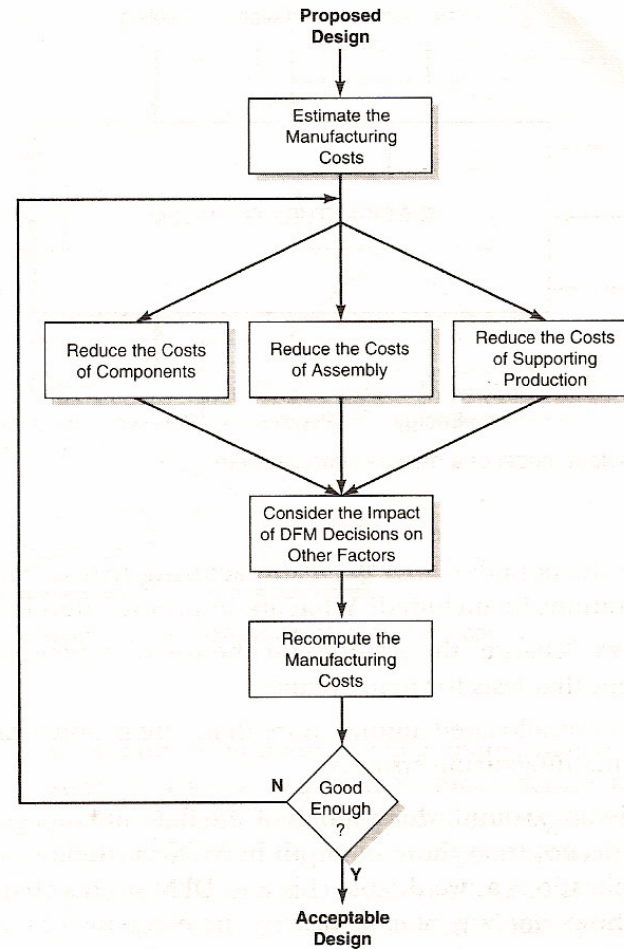 Proposed
Design
Estimate the
Manufacturing
Costs
Reduce the Costs
of Components
Reduce the Costs
of Assembly
Reduce the Costs
of Supporting
Production
Consider the Impact
of DFM Decisions on
Other Factors
Recompute the
Manufacturing
Costs
N
Good
Enough
?
Y
Acceptable
Design